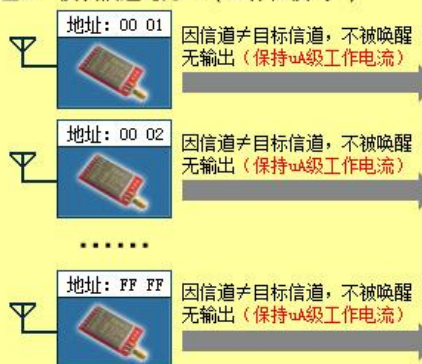 地址：00 01
因信道≠目标信道，不被唤醒
无输出（保持uA级工作电流）
地址：00 02
因信道≠目标信道，不被唤醒
无输出（保持uA级工作电流）
......
地址：FF FF
因信道≠目标信道，不被唤醒
无输出（保持uA级工作电流）